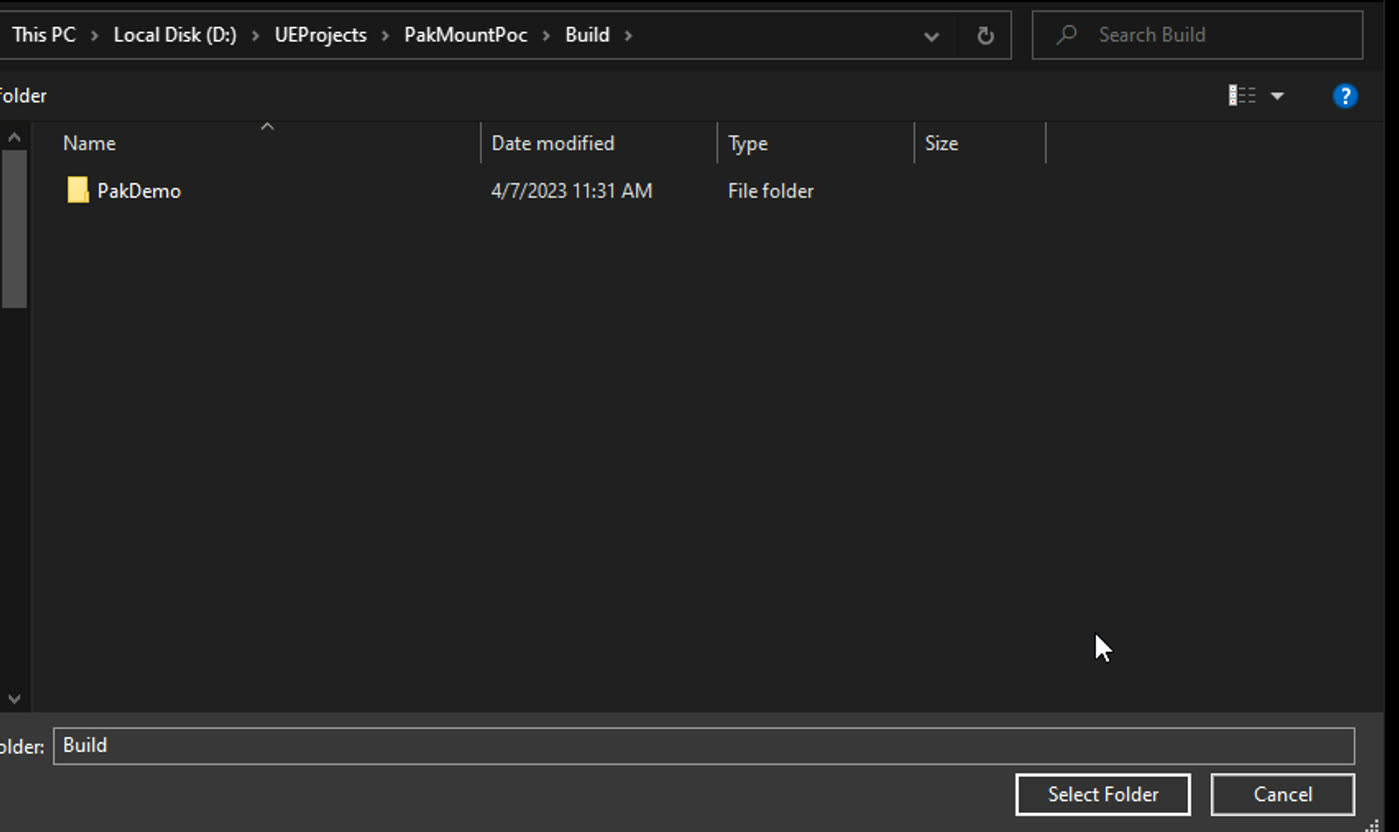 This PC > Local Disk (D:) > UEProjects > PakMountPoc > Build > Search Build
Folder ?
Name Date modified Type Size
PakDemo 4/7/2023 11:31 AM File folder
older: Build
Select Folder Cancel